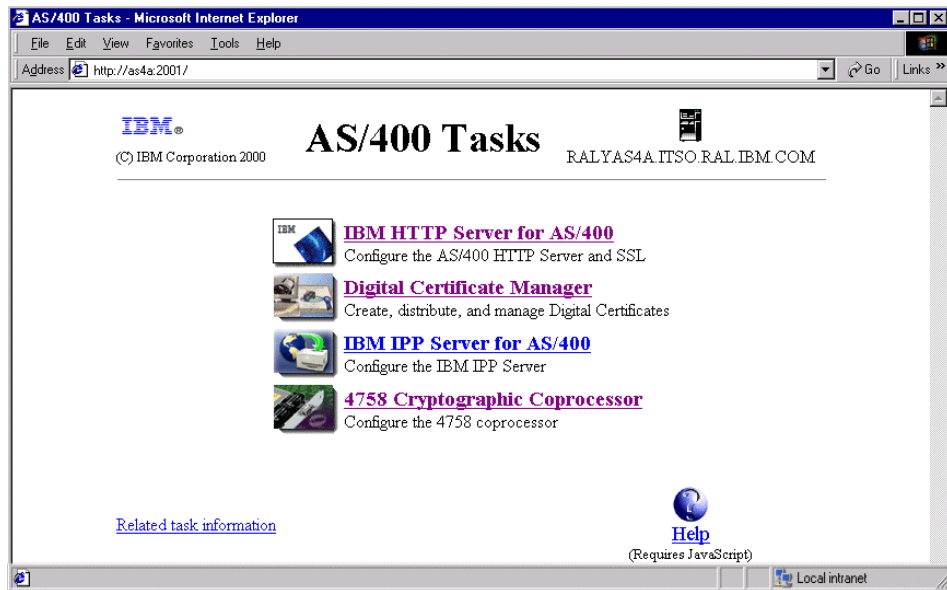 AS/400 Tasks - Microsoft Internet Explorer
File Edit View Favorites Tools Help
Address http://as4a:2001/ Go Links »
IBM®
(C) IBM Corporation 2000
AS/400 Tasks
RALYAS4A.ITSO.RAL.IBM.COM
IBM
IBM HTTP Server for AS/400
Configure the AS/400 HTTP Server and SSL
Digital Certificate Manager
Create, distribute, and manage Digital Certificates
IBM IPP Server for AS/400
Configure the IBM IPP Server
4758 Cryptographic Coprocessor
Configure the 4758 coprocessor
Related task information
Help
(Requires JavaScript)
Local intranet